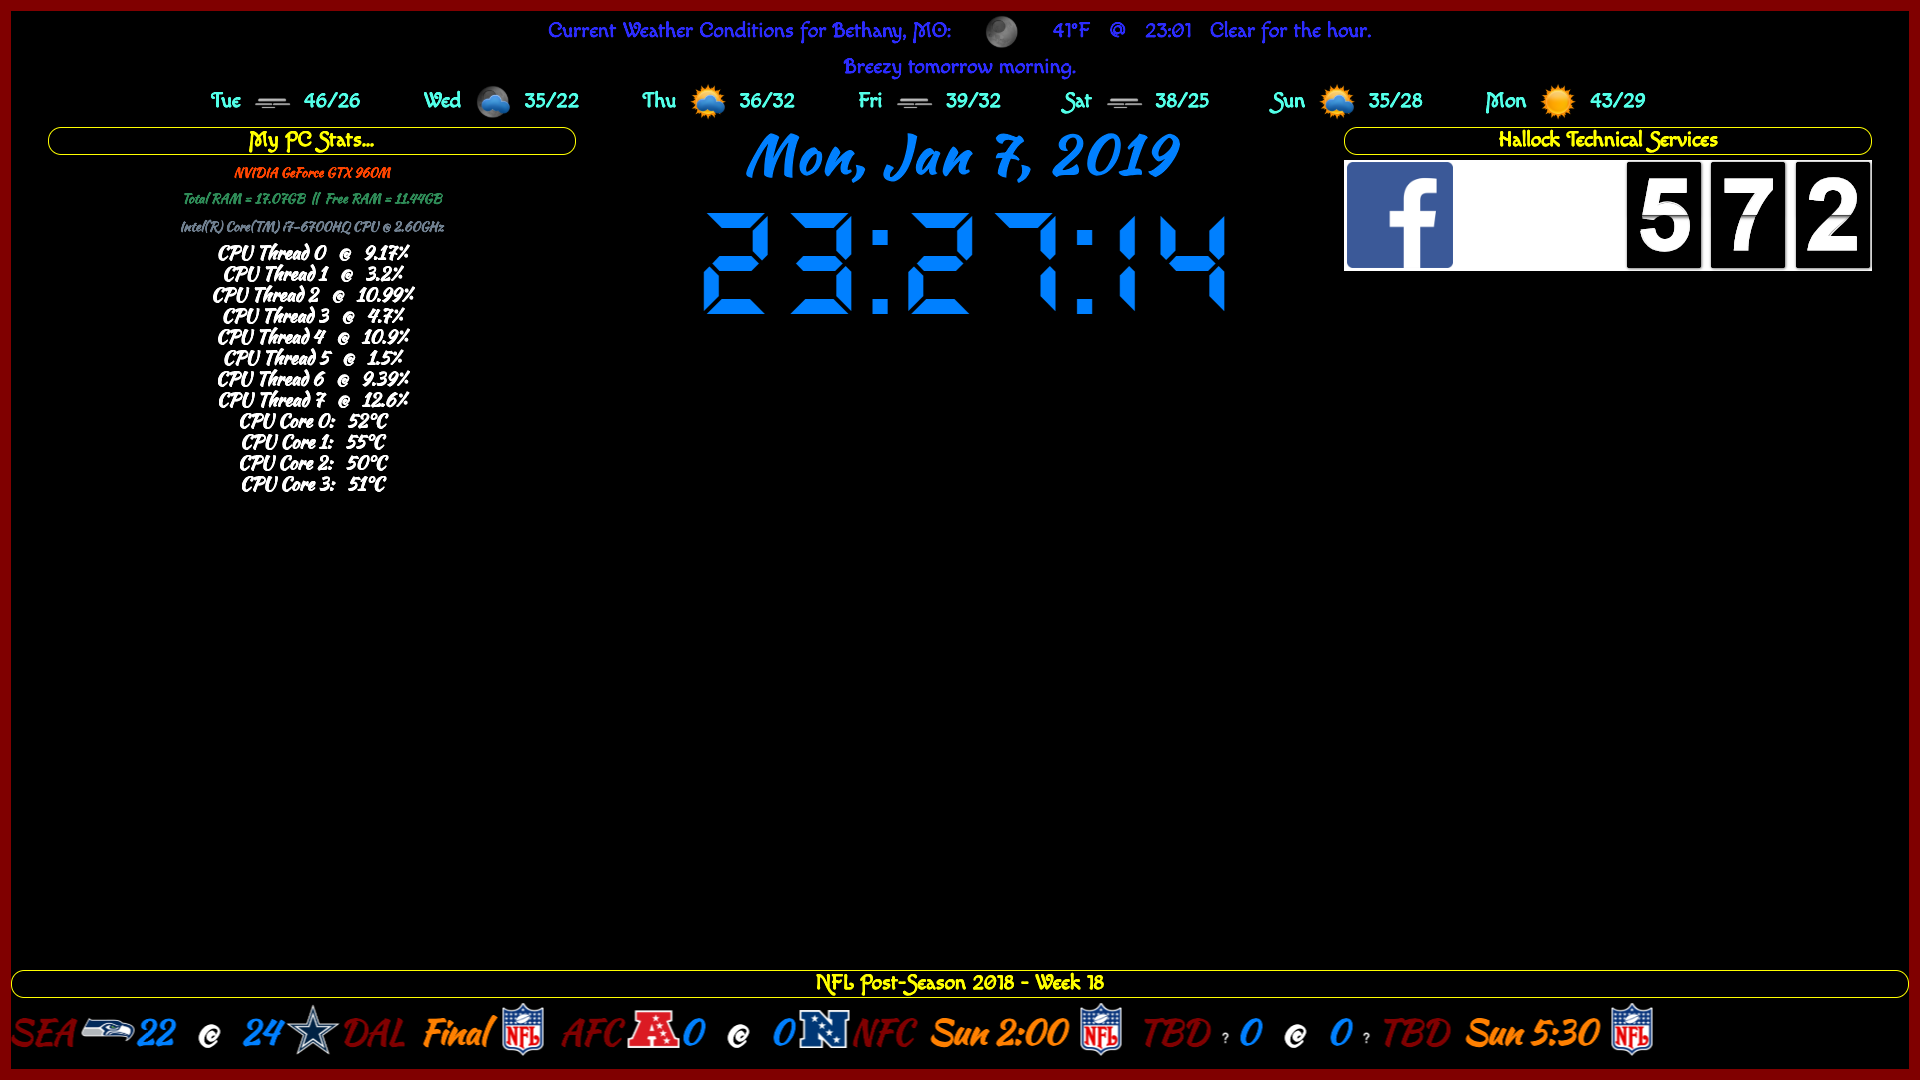 Current Weather Conditions for Bethany, MO: 41°F @ 23:01 Clear for the hour.
Breezy tomorrow morning.
Tue 46/26 Wed 35/22 Thu 36/32 Fri 39/32 Sat 38/25 Sun 35/28 Mon 43/29
My PC Stats...
NVIDIA GeForce GTX 960M
Total RAM = 17.07GB || Free RAM = 11.44GB
Intel(R) Core(TM) i7-6700HQ CPU @ 2.60GHz
CPU Thread 0 @ 9.17%
CPU Thread 1 @ 3.2%
CPU Thread 2 @ 10.99%
CPU Thread 3 @ 4.7%
CPU Thread 4 @ 10.9%
CPU Thread 5 @ 1.5%
CPU Thread 6 @ 9.39%
CPU Thread 7 @ 12.6%
CPU Core 0: 52°C
CPU Core 1: 55°C
CPU Core 2: 50°C
CPU Core 3: 51°C
Mon, Jan 7, 2019
23:27:14
Hallock Technical Services
f 572
NFL Post-Season 2018 - Week 18
SEA 22 @ 24 DAL Final NFL AFC A 0 @ 0 N NFC Sun 2:00 NFL TBD ? 0 @ 0 ? TBD Sun 5:30 NFL